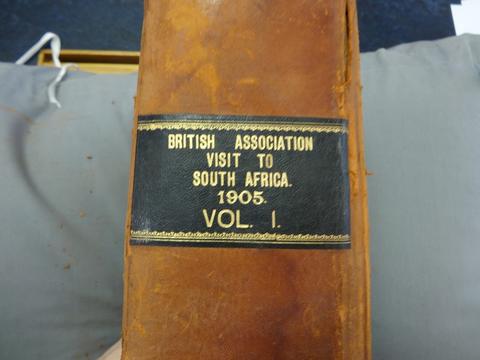 BRITISH ASSOCIATION
VISIT TO
SOUTH AFRICA.
1905.
VOL. I.